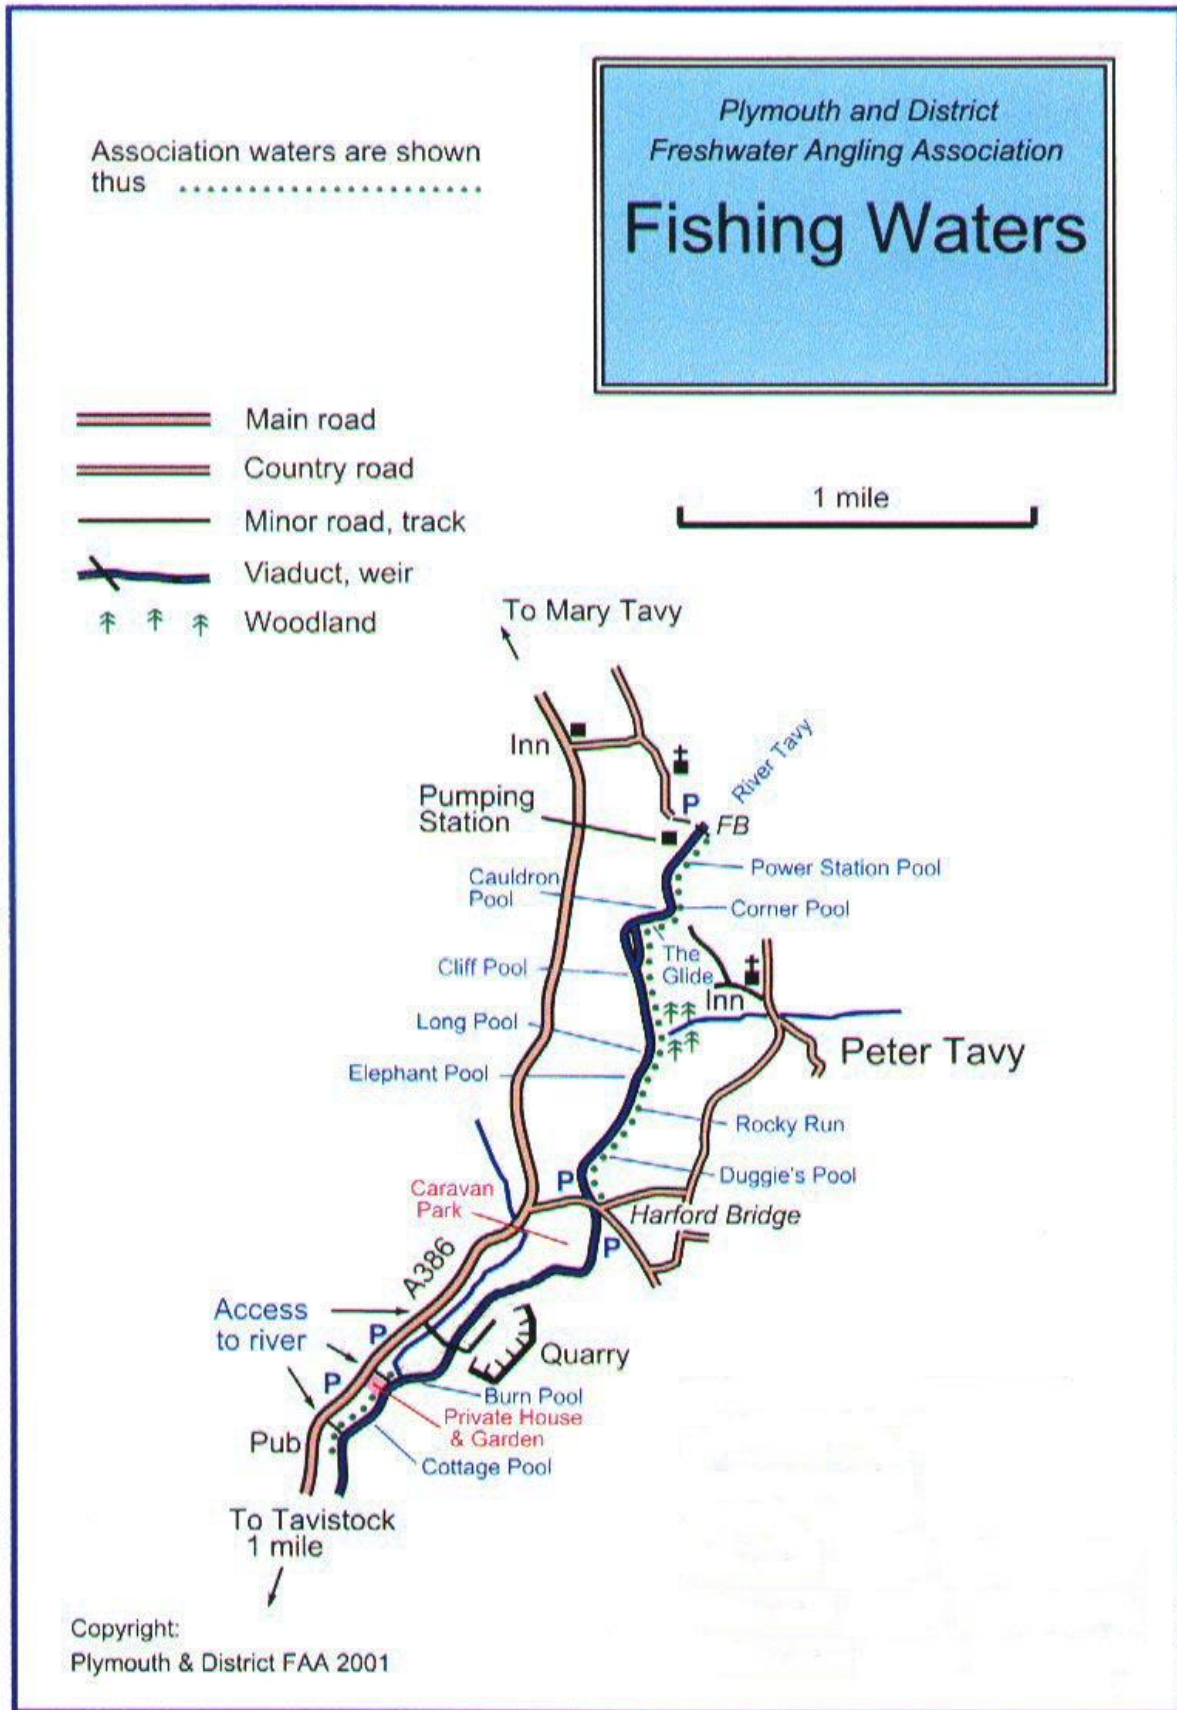 Plymouth and District
Freshwater Angling Association
Fishing Waters
Association waters are shown
thus
Main road
Country road
Minor road, track
Viaduct, weir
Woodland
1 mile
To Mary Tavy
Inn
River Tavy
Pumping
Station
P
FB
Power Station Pool
Cauldron
Pool
Corner Pool
The
Glide
Cliff Pool
Inn
Long Pool
Peter Tavy
Elephant Pool
Rocky Run
Duggie's Pool
P
Caravan
Park
Harford Bridge
P
A386
Access
to river
P
Quarry
P
Burn Pool
Private House
& Garden
Pub
Cottage Pool
To Tavistock
1 mile
Copyright:
Plymouth & District FAA 2001